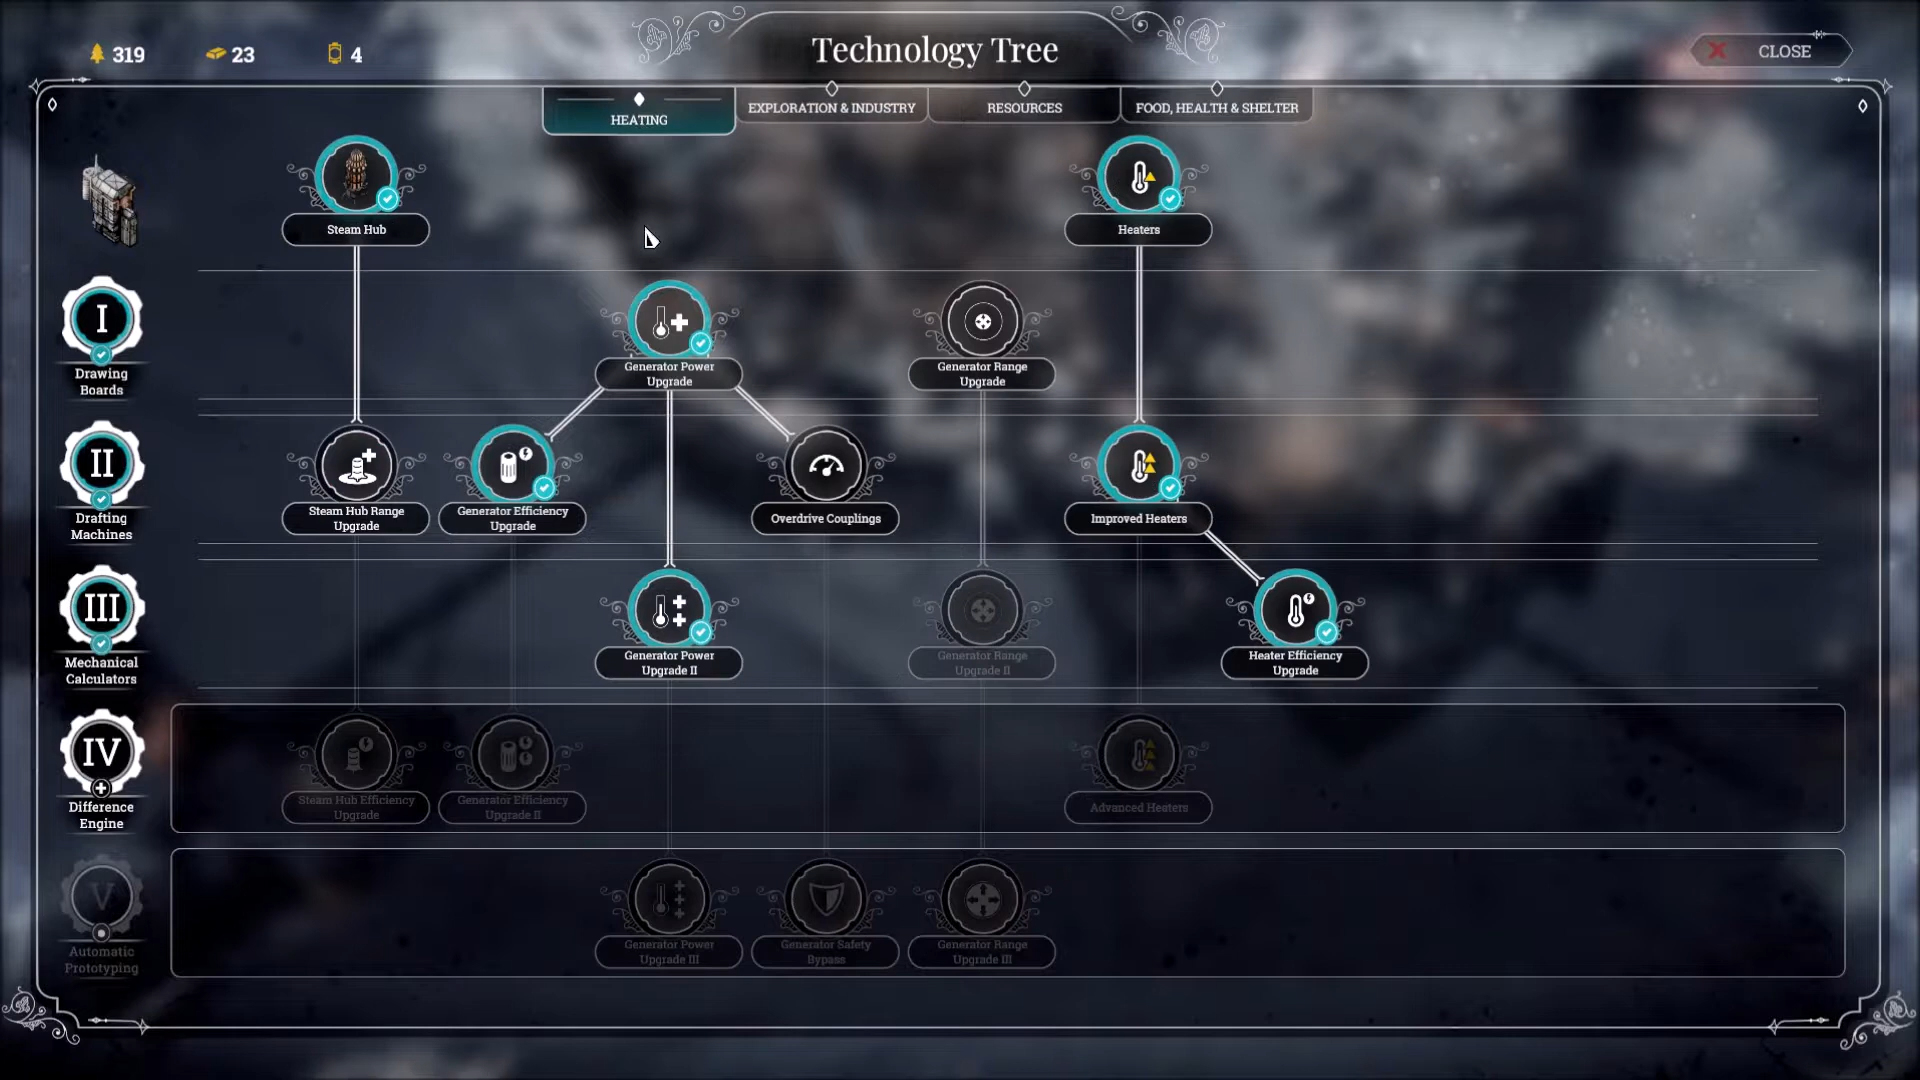 319
23
4
Technology Tree
CLOSE
HEATING
EXPLORATION & INDUSTRY
RESOURCES
FOOD, HEALTH & SHELTER
Steam Hub
Heaters
I
Drawing
Boards
Generator Power
Upgrade
Generator Range
Upgrade
II
Drafting
Machines
Steam Hub Range
Upgrade
Generator Efficiency
Upgrade
Overdrive Couplings
Improved Heaters
III
Mechanical
Calculators
Generator Power
Upgrade II
Generator Range
Upgrade II
Heater Efficiency
Upgrade
IV
Difference
Engine
Steam Hub Efficiency
Upgrade
Generator Efficiency
Upgrade II
Advanced Heaters
V
Automatic
Prototyping
Generator Power
Upgrade III
Generator Safety
Bypass
Generator Range
Upgrade III